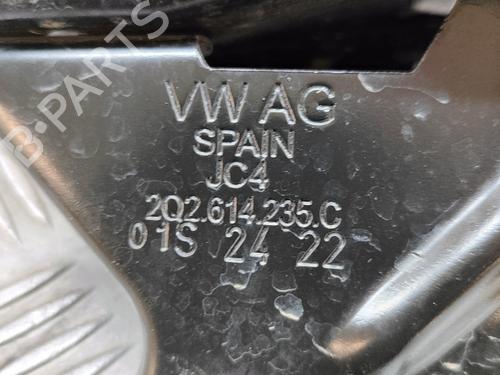 VW AG
SPAIN
JC4
2Q2.614.235.C
01S 24 22
B-PARTS